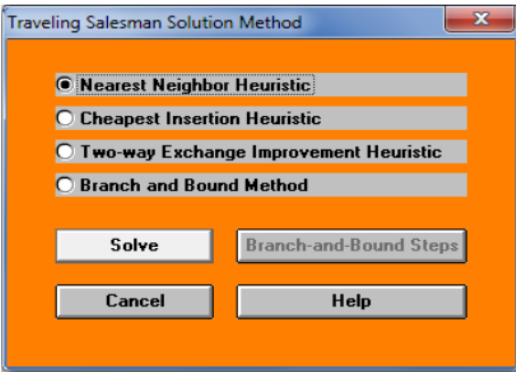 Traveling Salesman Solution Method
Nearest Neighbor Heuristic
Cheapest Insertion Heuristic
Two-way Exchange Improvement Heuristic
Branch and Bound Method
Solve
Branch-and-Bound Steps
Cancel
Help